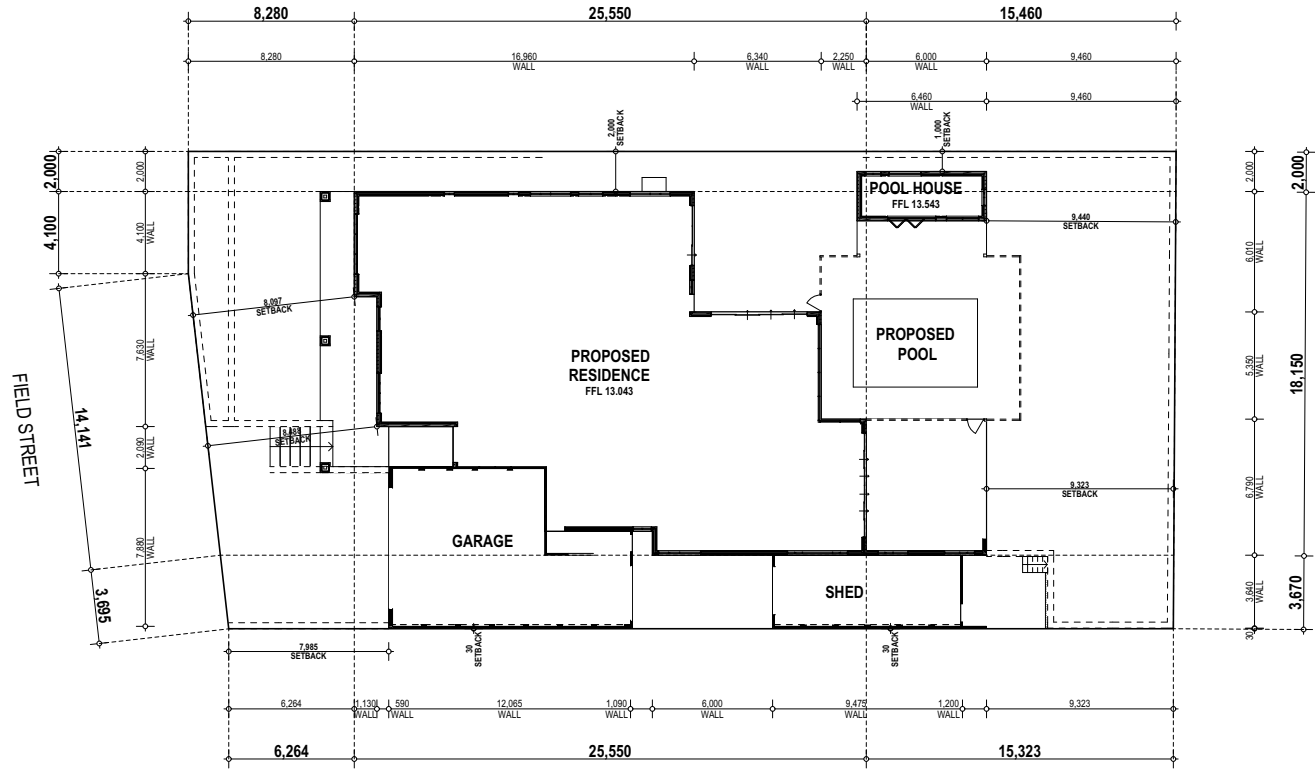 8,280
25,550
15,460
8,280
16,960
WALL
6,340
WALL
2,250
WALL
6,000
WALL
9,460
6,460
WALL
9,460
2,000
SETBACK
1,000
SETBACK
2,000
4,100
2,000
4,100
WALL
7,630
WALL
2,090
WALL
7,880
WALL
14,141
3,695
FIELD STREET
8,097
SETBACK
SETBACK
POOL HOUSE
FFL 13.543
9,440
SETBACK
PROPOSED
RESIDENCE
FFL 13.043
PROPOSED
POOL
9,323
SETBACK
GARAGE
SHED
2,000
6,010
WALL
5,350
WALL
6,790
WALL
3,640
WALL
30
2,000
18,150
3,670
7,985
SETBACK
30
SETBACK
30
SETBACK
6,264
1,130
WALL
590
WALL
12,065
WALL
1,090
WALL
6,000
WALL
9,475
WALL
1,200
WALL
9,323
6,264
25,550
15,323